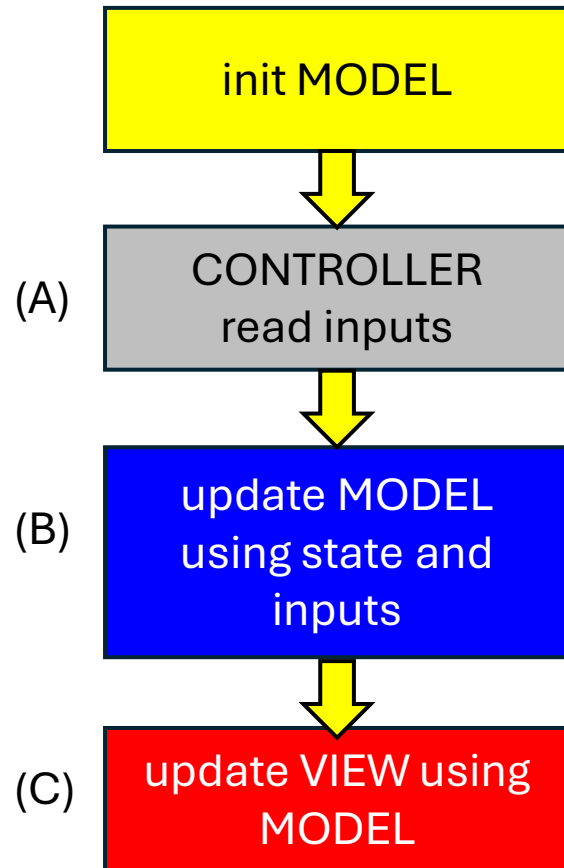 init MODEL
(A)
CONTROLLER
read inputs
(B)
update MODEL
using state and
inputs
(C)
update VIEW using
MODEL